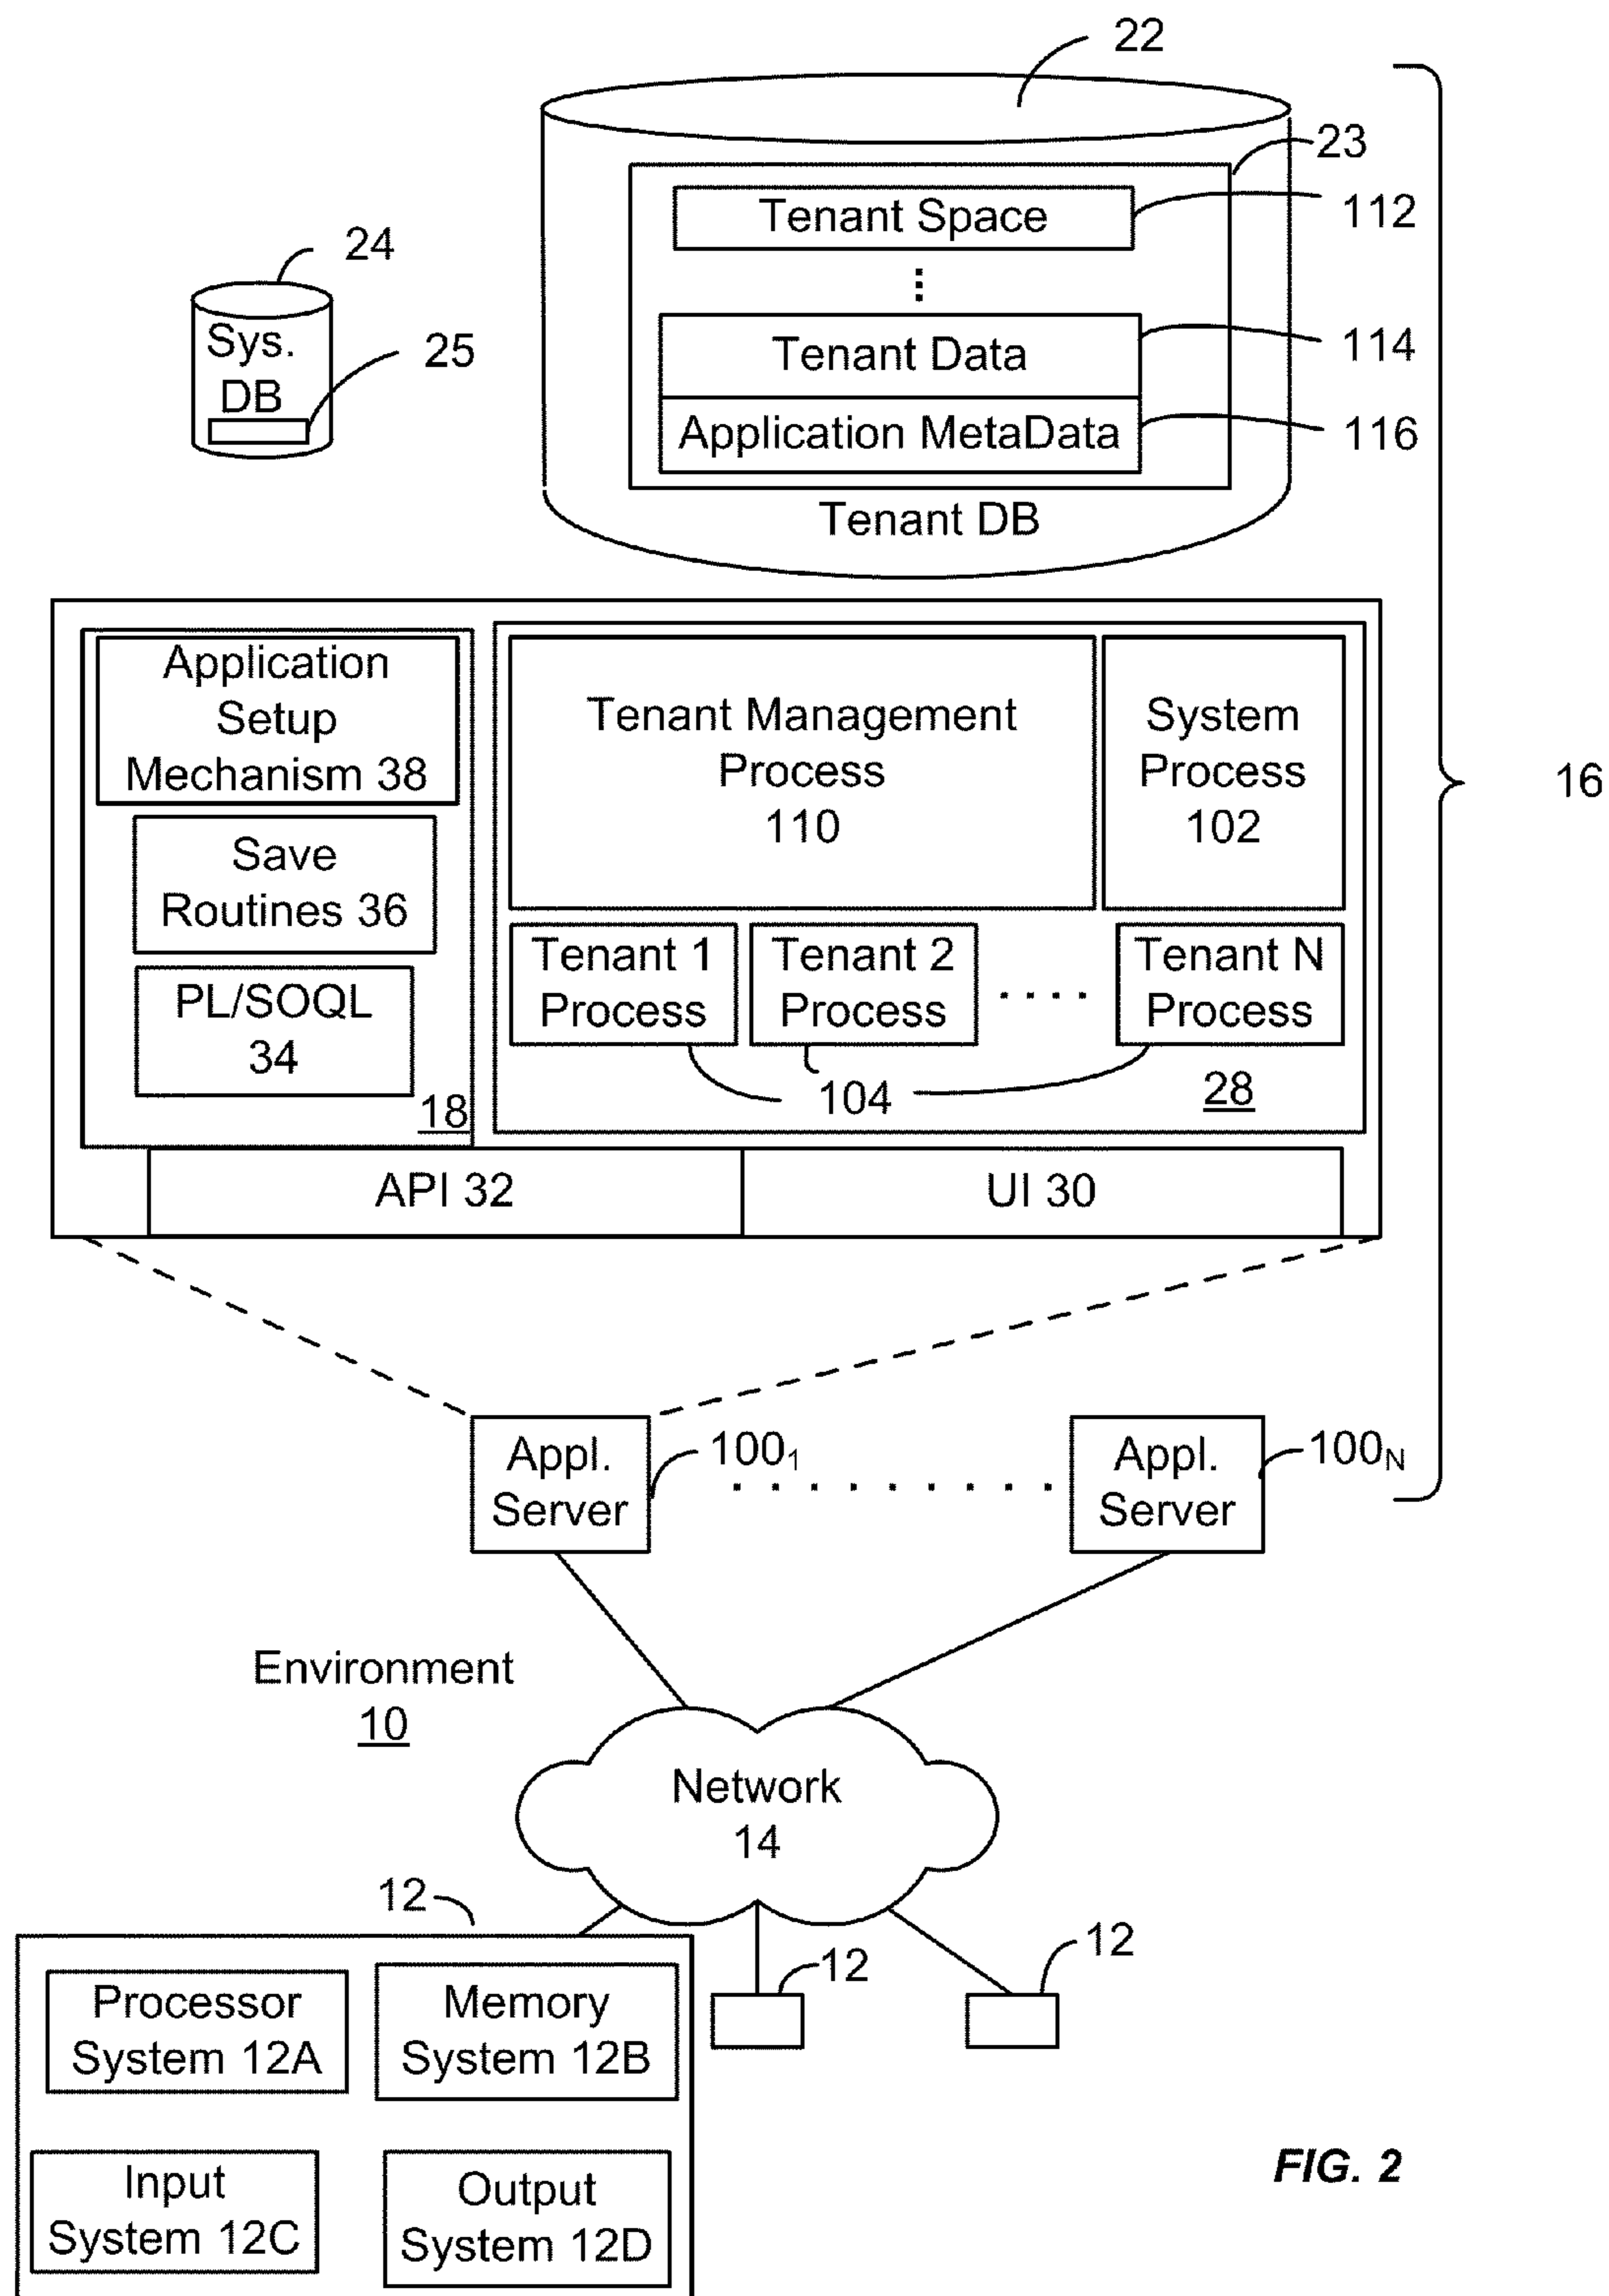 22
23
Tenant Space
112
24
Sys.
DB
25
Tenant Data
114
Application MetaData
116
Tenant DB
Application
Setup
Mechanism 38
Tenant Management
Process
110
System
Process
102
16
Save
Routines 36
Tenant 1
Process
Tenant 2
Process
Tenant N
Process
PL/SOQL
34
104
18
28
API 32
UI 30
Appl.
Server
100₁
Appl.
Server
100N
Environment
10
Network
14
12
12
12
Processor
System 12A
Memory
System 12B
Input
System 12C
Output
System 12D
FIG. 2